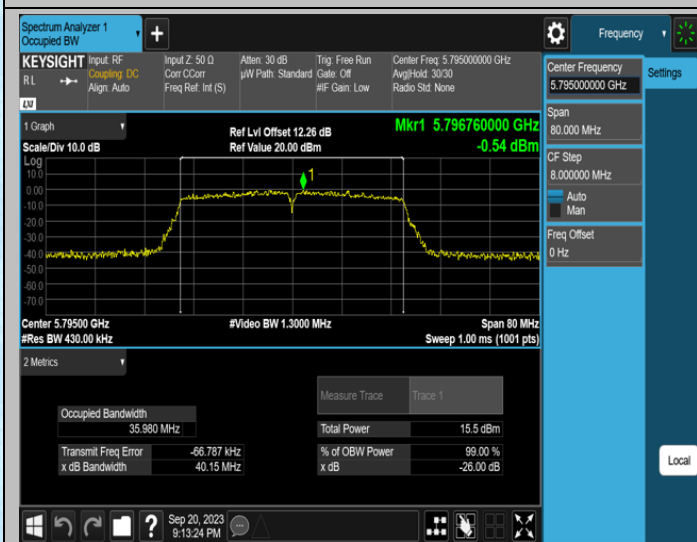 Spectrum Analyzer 1
Occupied BW
Frequency
KEYSIGHT
R L
LXI
Input: RF
Coupling: DC
Align: Auto
Input Z: 50 Ω
Corr CCorr
Freq Ref: Int (S)
Atten: 30 dB
µW Path: Standard
Trig: Free Run
Gate: Off
#IF Gain: Low
Center Freq: 5.795000000 GHz
Avg|Hold: 30/30
Radio Std: None
Center Frequency
5.795000000 GHz
Settings
Span
80.000 MHz
CF Step
8.000000 MHz
Auto
Man
Freq Offset
0 Hz
1 Graph
Scale/Div 10.0 dB
Ref Lvl Offset 12.26 dB
Ref Value 20.00 dBm
Mkr1 5.796760000 GHz
-0.54 dBm
Log
10.0
0.00
-10.0
-20.0
-30.0
-40.0
-50.0
-60.0
-70.0
1
Center 5.79500 GHz
#Res BW 430.00 kHz
#Video BW 1.3000 MHz
Span 80 MHz
Sweep 1.00 ms (1001 pts)
2 Metrics
Measure Trace
Trace 1
Occupied Bandwidth
35.980 MHz
Total Power
15.5 dBm
Transmit Freq Error
-66.787 kHz
% of OBW Power
99.00 %
x dB Bandwidth
40.15 MHz
x dB
-26.00 dB
Local
?
Sep 20, 2023
9:13:24 PM